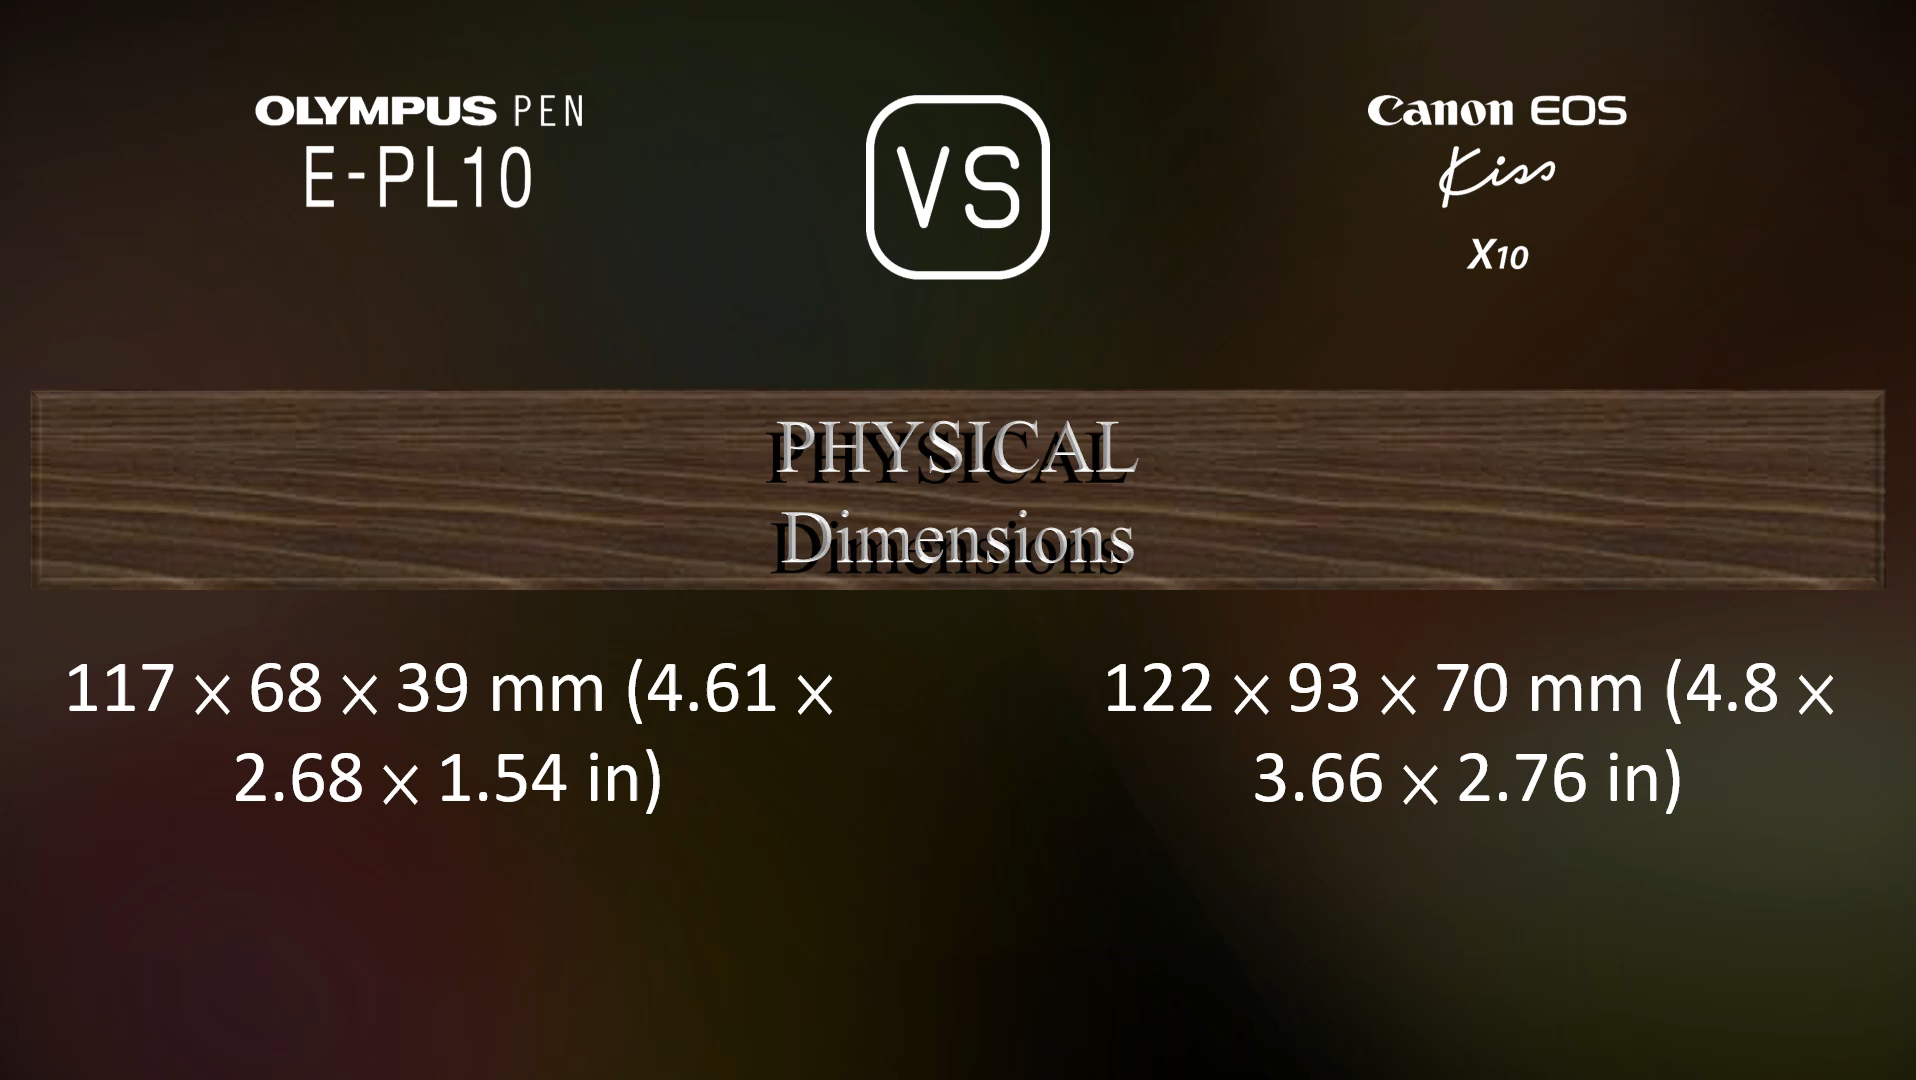 OLYMPUS PEN
E-PL10
VS
Canon EOS
Kiss
X10
PHYSICAL
Dimensions
117 x 68 x 39 mm (4.61 x
2.68 x 1.54 in)
122 x 93 x 70 mm (4.8 x
3.66 x 2.76 in)